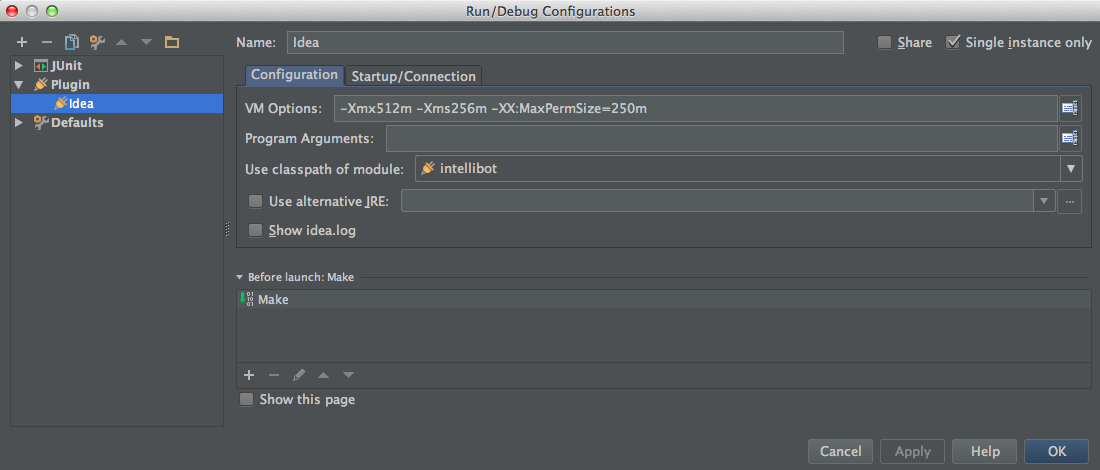 Run/Debug Configurations
Name: Idea Share Single instance only
JUnit
Plugin
Idea
Defaults
Configuration Startup/Connection
VM Options: -Xmx512m -Xms256m -XX:MaxPermSize=250m
Program Arguments:
Use classpath of module: intellibot
Use alternative JRE: ...
Show idea.log
Before launch: Make
Make
Show this page
Cancel Apply Help OK